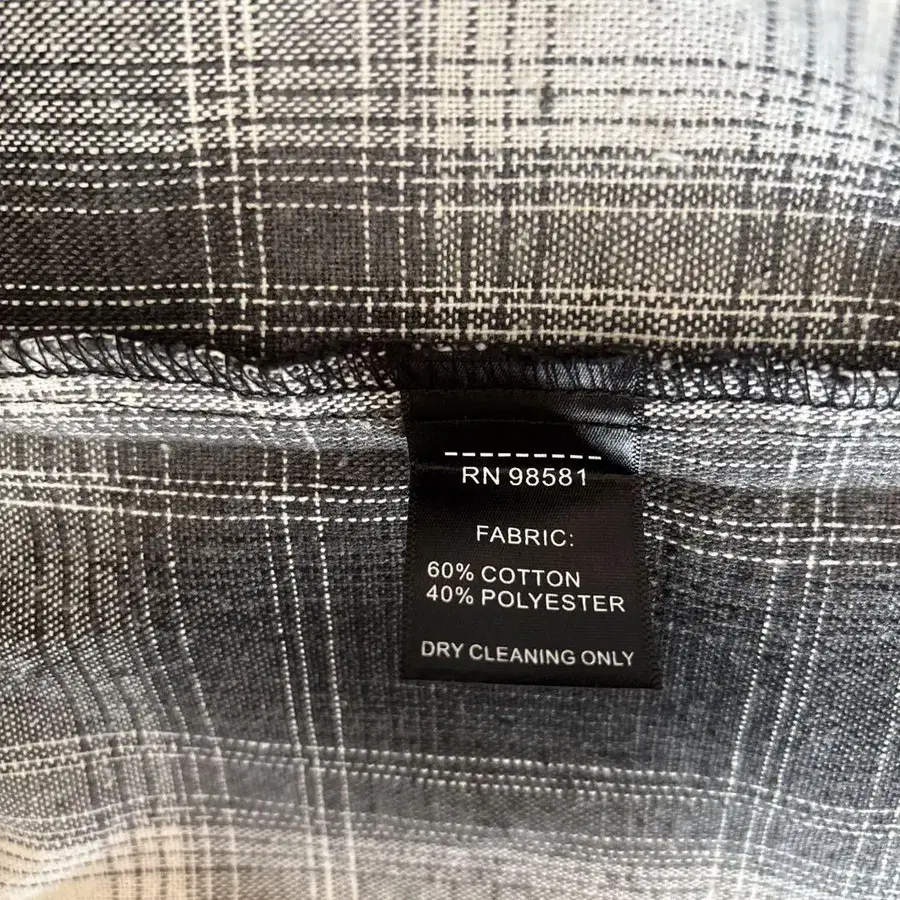 RN 98581
FABRIC:
60% COTTON
40% POLYESTER
DRY CLEANING ONLY